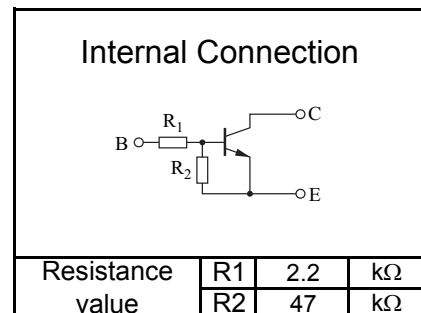 Internal Connection
C
R1
B
R2
E
Resistance value R1 2.2 kΩ
R2 47 kΩ